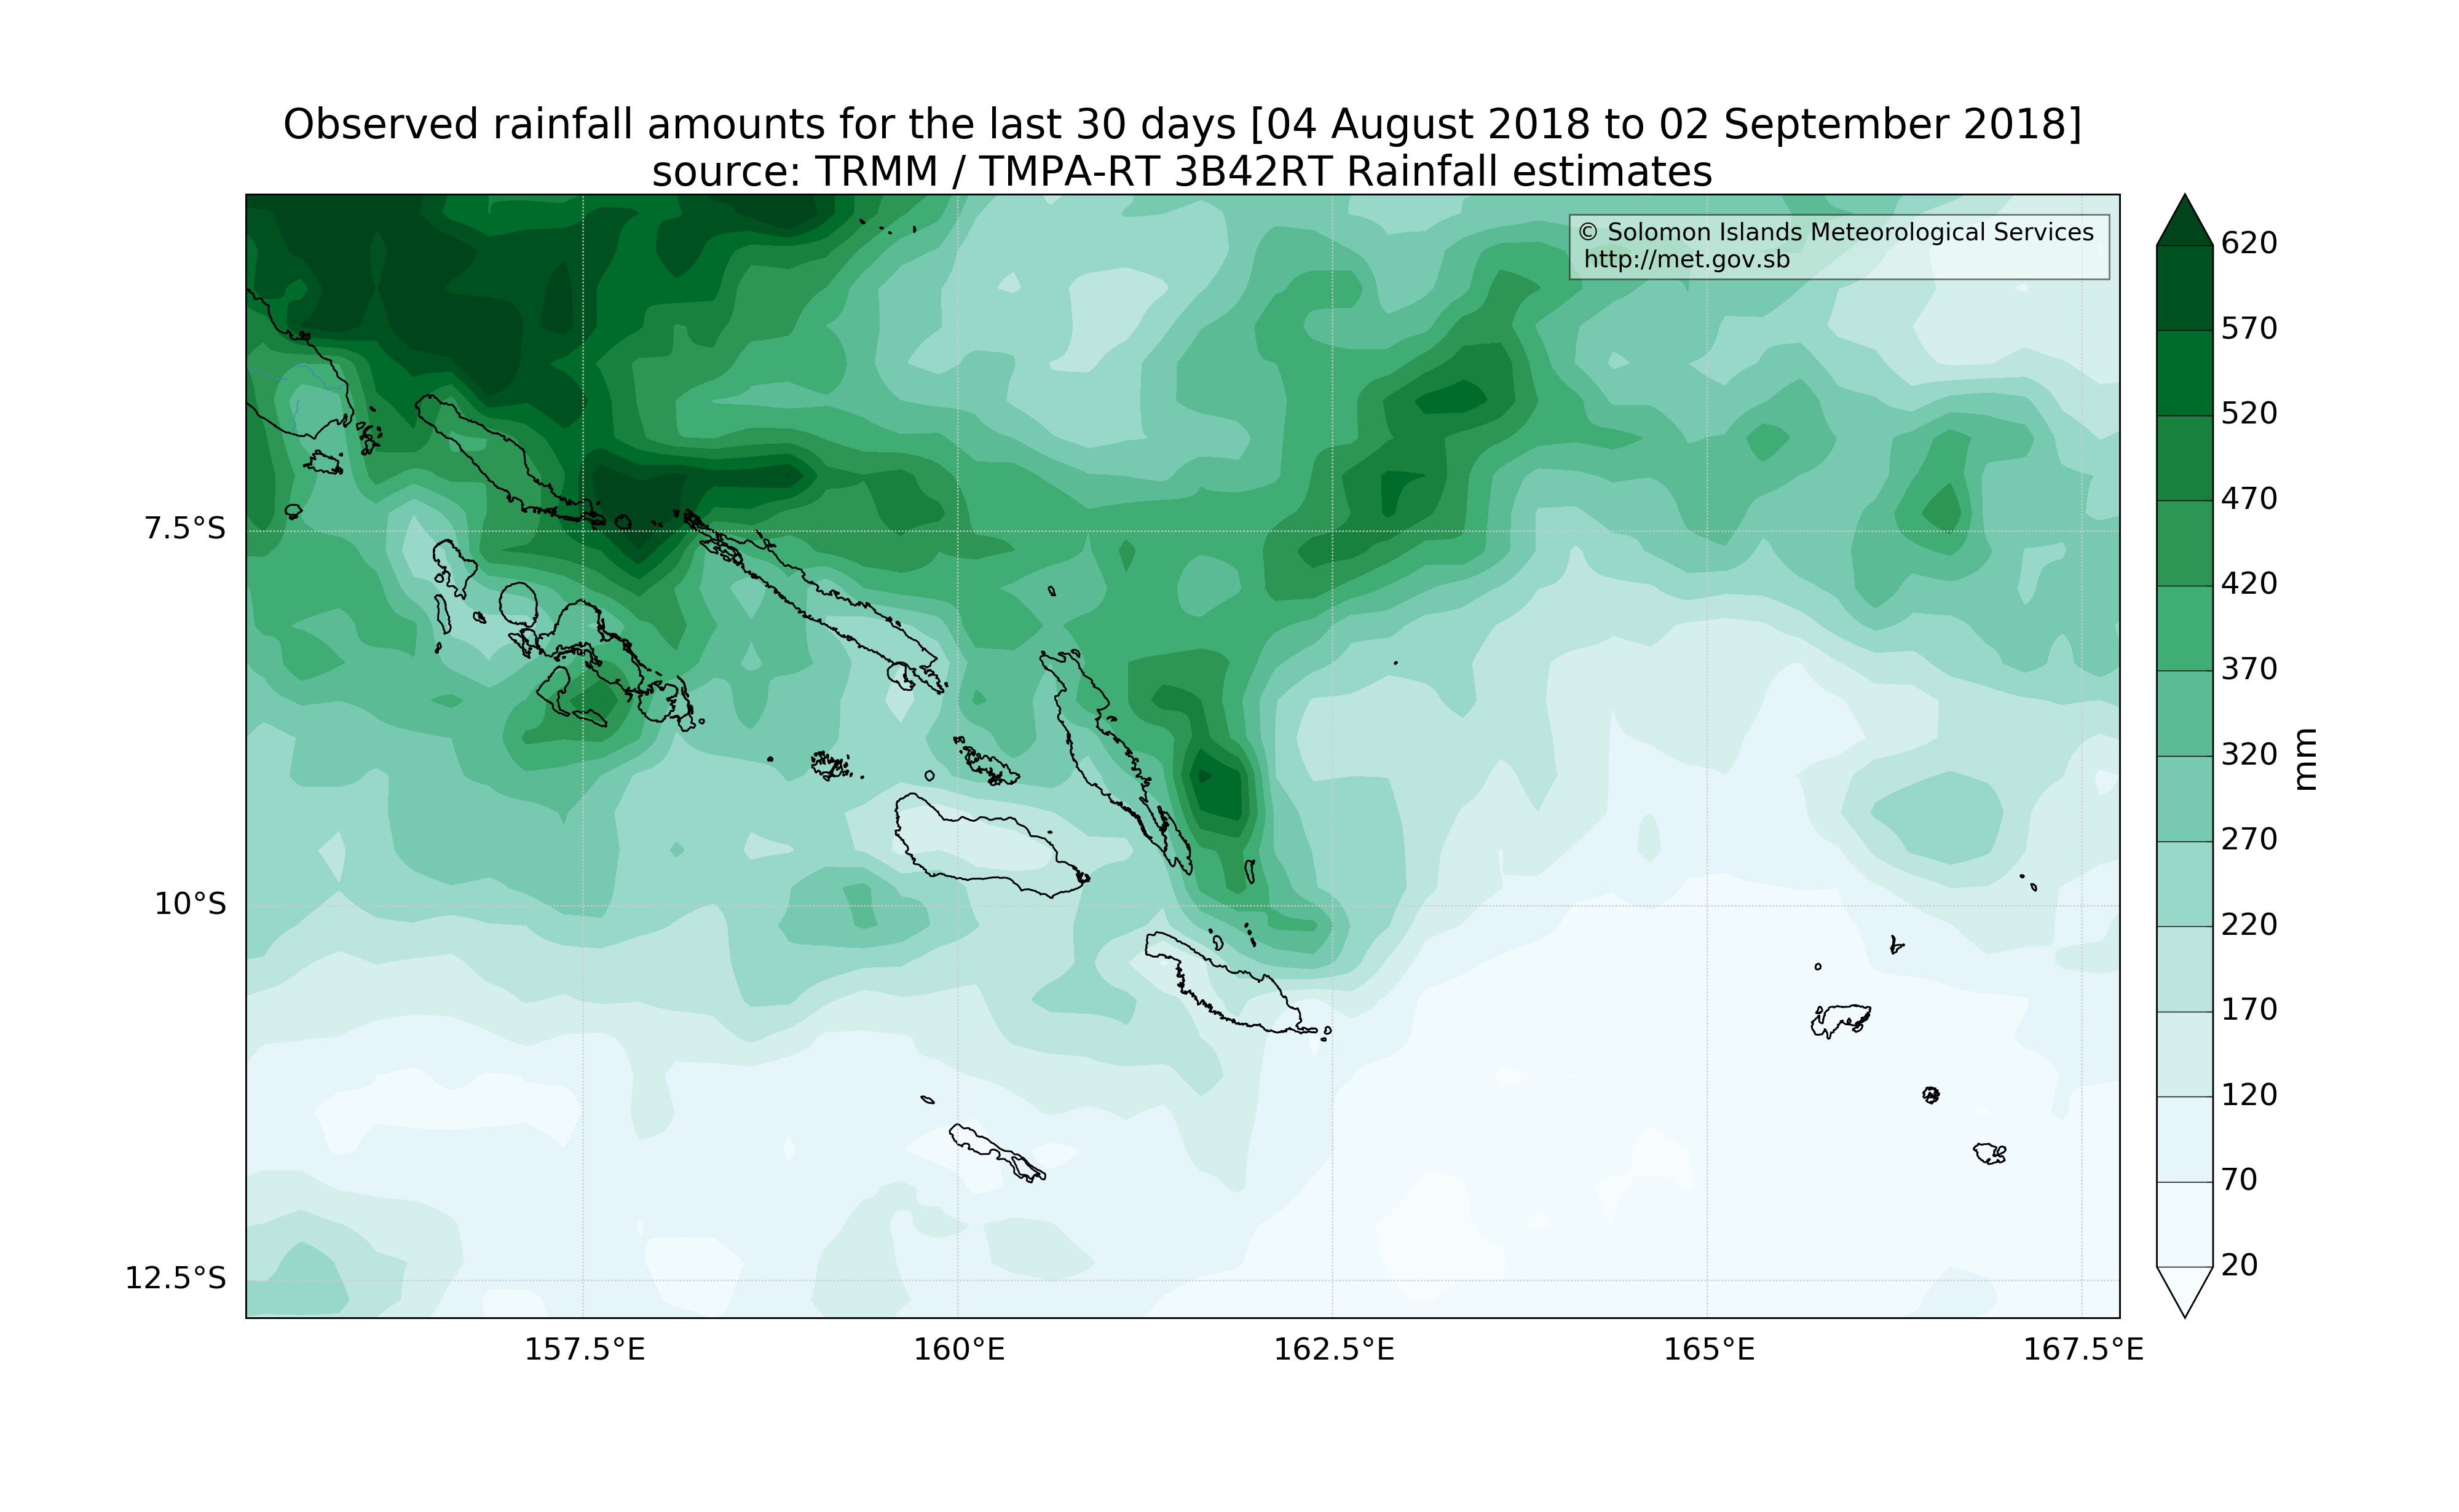 Observed rainfall amounts for the last 30 days [04 August 2018 to 02 September 2018]
source: TRMM / TMPA-RT 3B42RT Rainfall estimates
© Solomon Islands Meteorological Services
http://met.gov.sb
7.5°S
10°S
12.5°S
157.5°E
160°E
162.5°E
165°E
167.5°E
620
570
520
470
420
370
320
270
220
170
120
70
20
mm